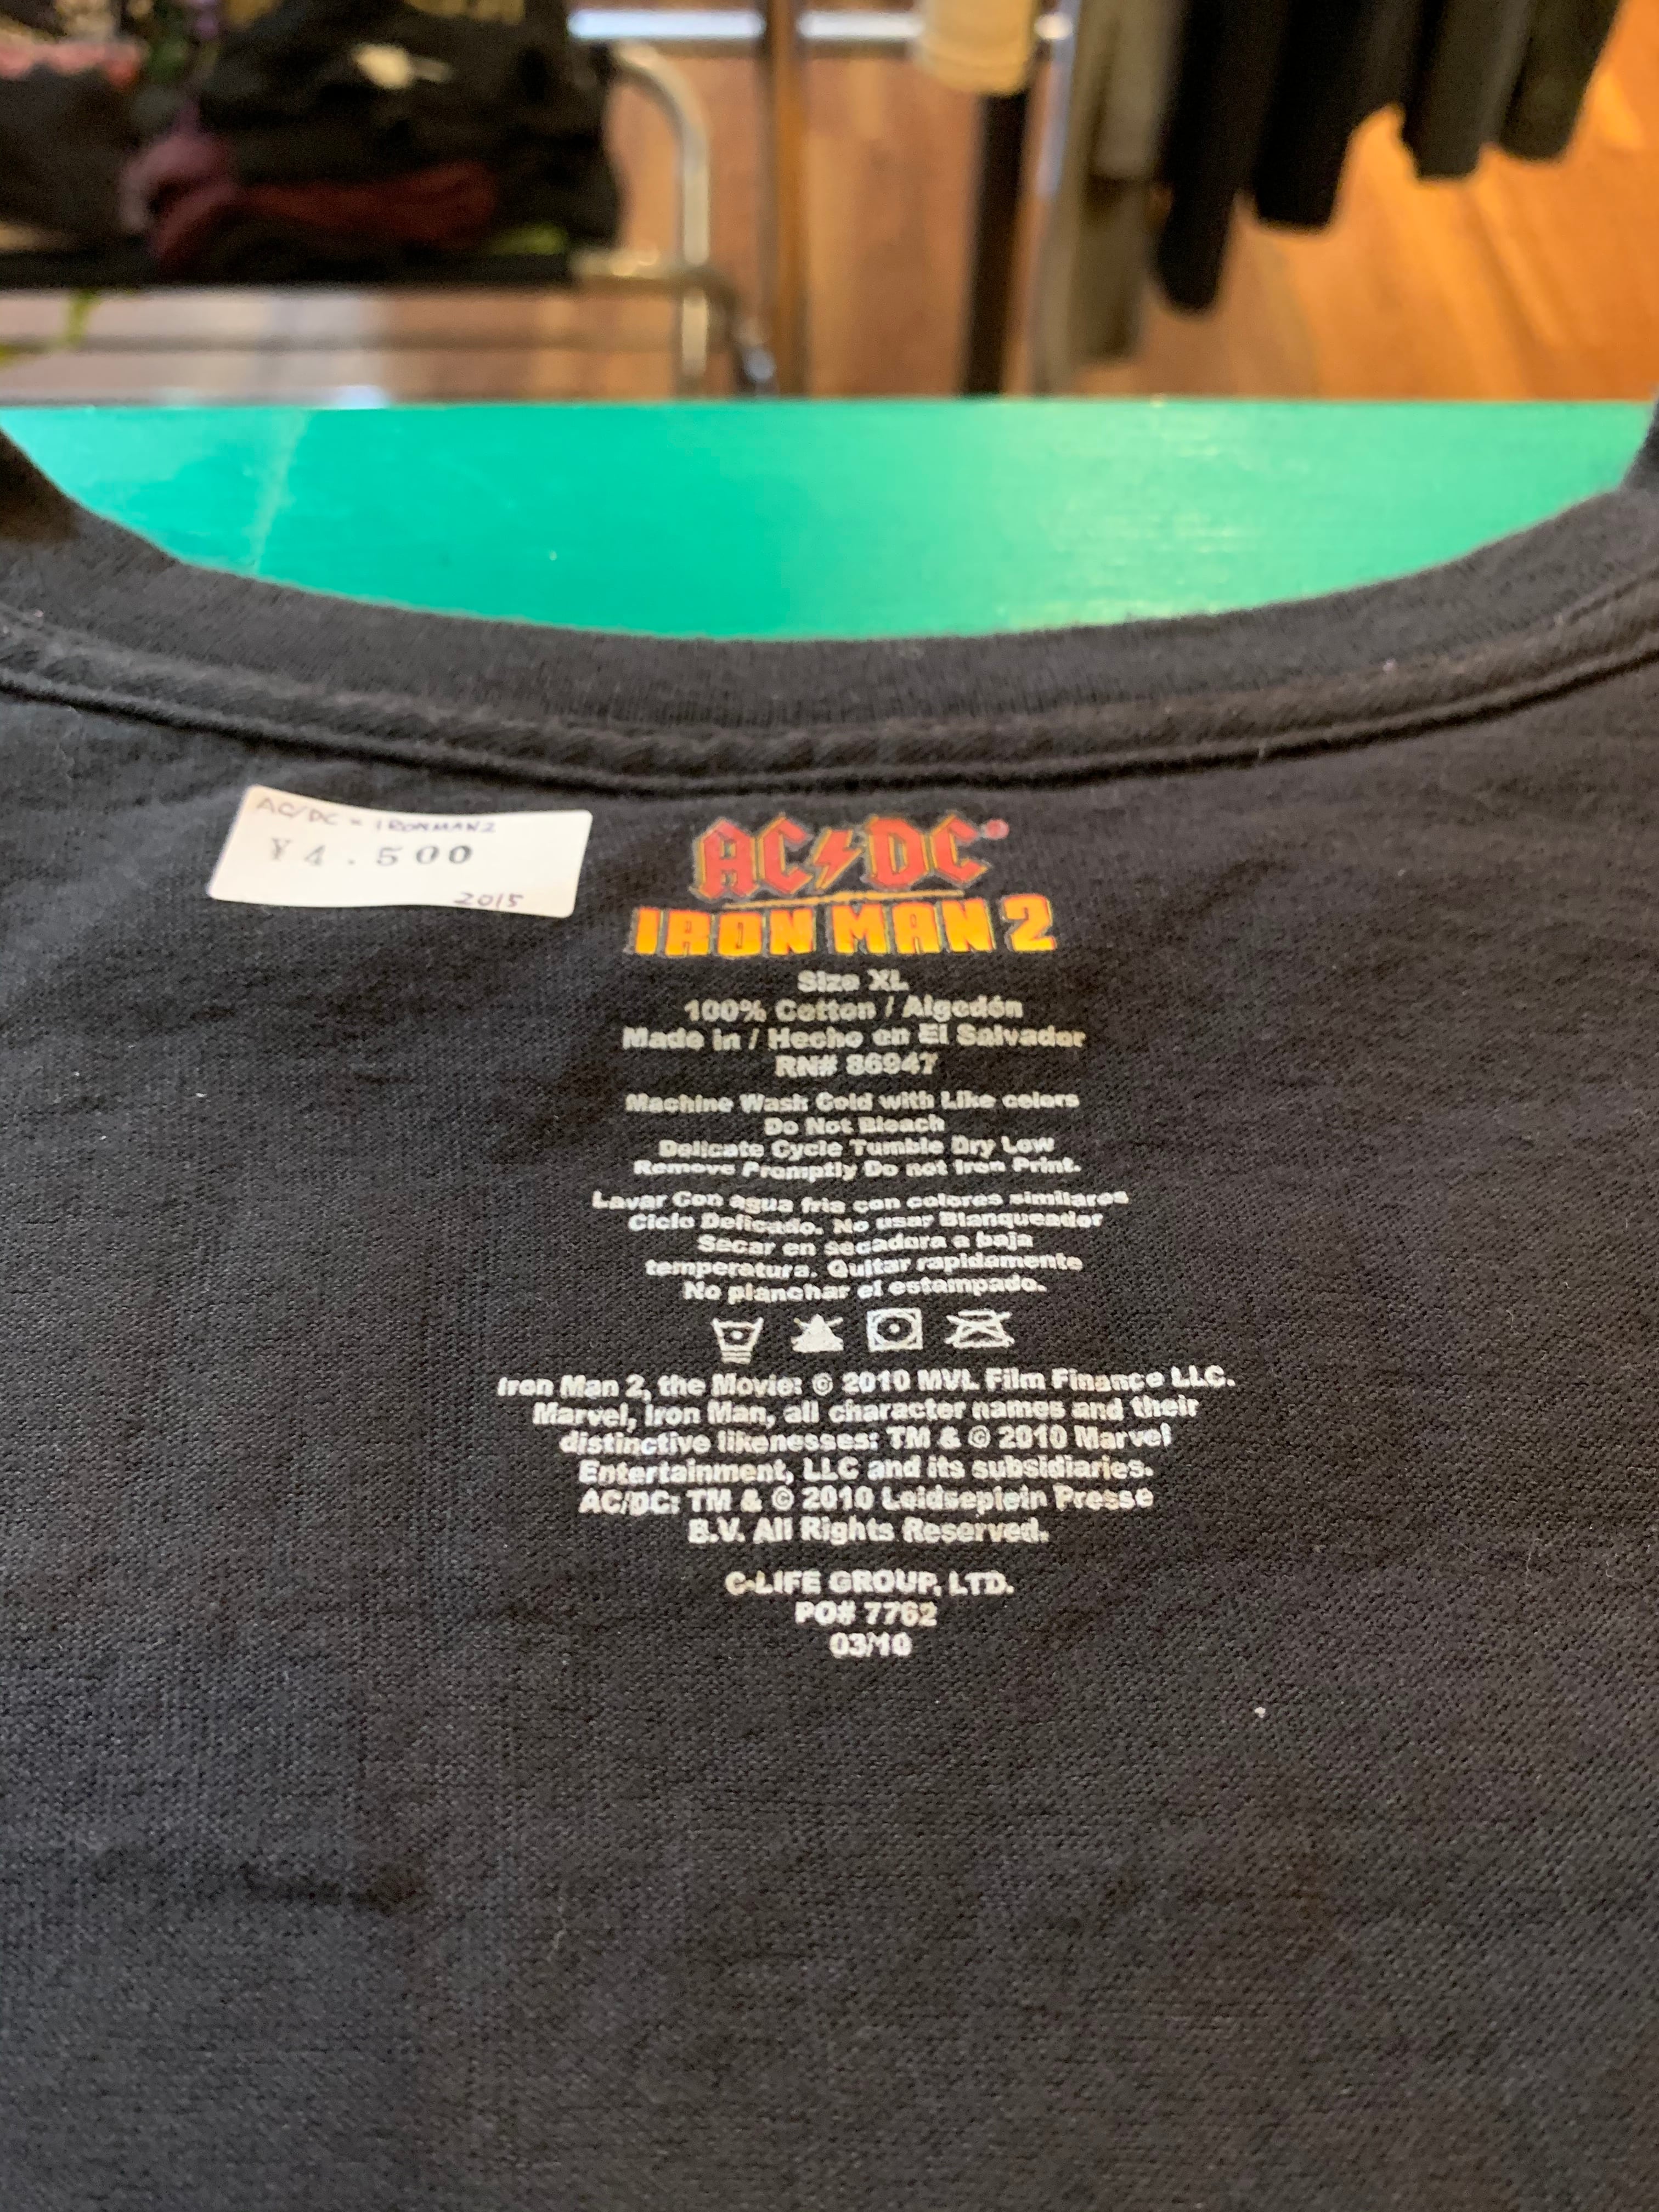 AC/DC × IRONMAN2
¥4.500
2015
AC⚡DC®
IRON MAN 2
Size XL
100% Cotton / Algodón
Made in / Hecho en El Salvador
RN# 86947
Machine Wash Cold with Like colors
Do Not Bleach
Delicate Cycle Tumble Dry Low
Remove Promptly Do not Iron Print.
Lavar Con agua fria con colores similares
Ciclo Delicado. No usar Blanqueador
Secar en secadora a baja
temperatura. Quitar rapidamente
No planchar el estampado.
Iron Man 2, the Movie: © 2010 MVL Film Finance LLC.
Marvel, Iron Man, all character names and their
distinctive likenesses: TM & © 2010 Marvel
Entertainment, LLC and its subsidiaries.
AC/DC: TM & © 2010 Leidseplein Presse
B.V. All Rights Reserved.
C-LIFE GROUP, LTD.
PO# 7762
03/10